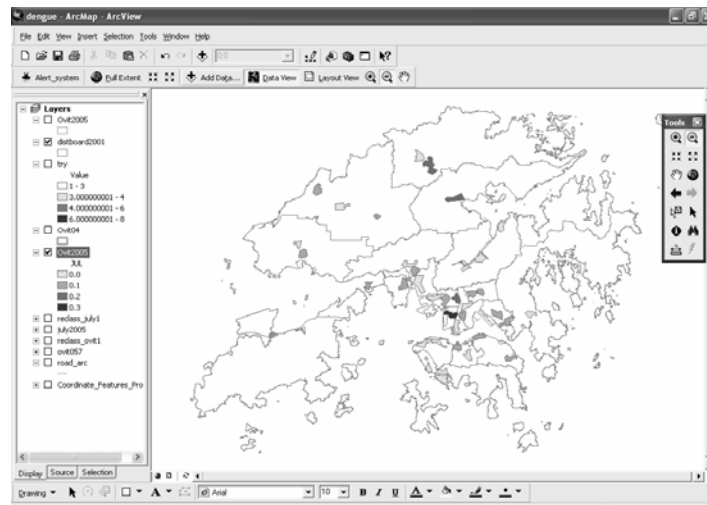 dengue - ArcMap - ArcView
File Edit View Insert Selection Tools Window Help
0:0
Alert_system Full Extent Add Data... Data View Layout View
Layers
Ovit2005
distboard2001
try
Value
1 - 3
3.000000001 - 4
4.000000001 - 6
6.000000001 - 8
Ovit04
Ovit2005
JUL
0.0
0.1
0.2
0.3
reclass_july1
july2005
reclass_ovit1
ovit057
road_arc
Coordinate_Features_Pro
Tools
Display Source Selection
Drawing A Arial 10 B I U A